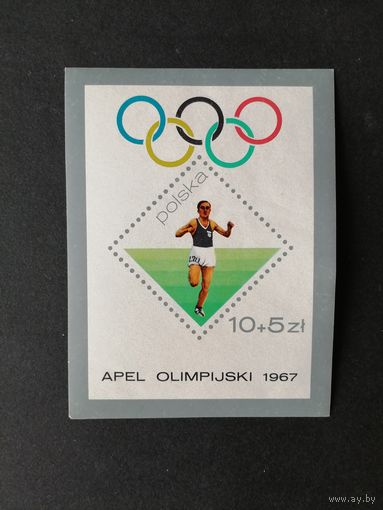 polska
10+5 zł
APEL OLIMPIJSKI 1967
www.ay.by